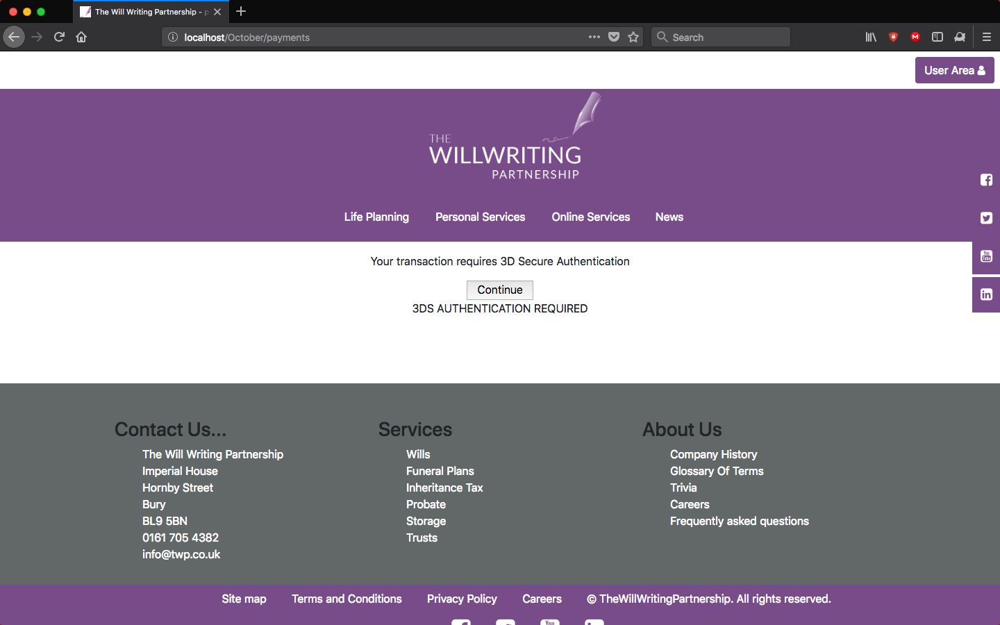 The Will Writing Partnership - p
localhost/October/payments
Search
User Area
THE
WILLWRITING
PARTNERSHIP
Life Planning Personal Services Online Services News
Your transaction requires 3D Secure Authentication
Continue
3DS AUTHENTICATION REQUIRED
Contact Us...
The Will Writing Partnership
Imperial House
Hornby Street
Bury
BL9 5BN
0161 705 4382
info@twp.co.uk
Services
Wills
Funeral Plans
Inheritance Tax
Probate
Storage
Trusts
About Us
Company History
Glossary Of Terms
Trivia
Careers
Frequently asked questions
Site map Terms and Conditions Privacy Policy Careers © TheWillWritingPartnership. All rights reserved.